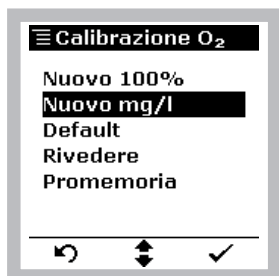 Calibrazione O₂
Nuovo 100%
Nuovo mg/l
Default
Rivedere
Promemoria